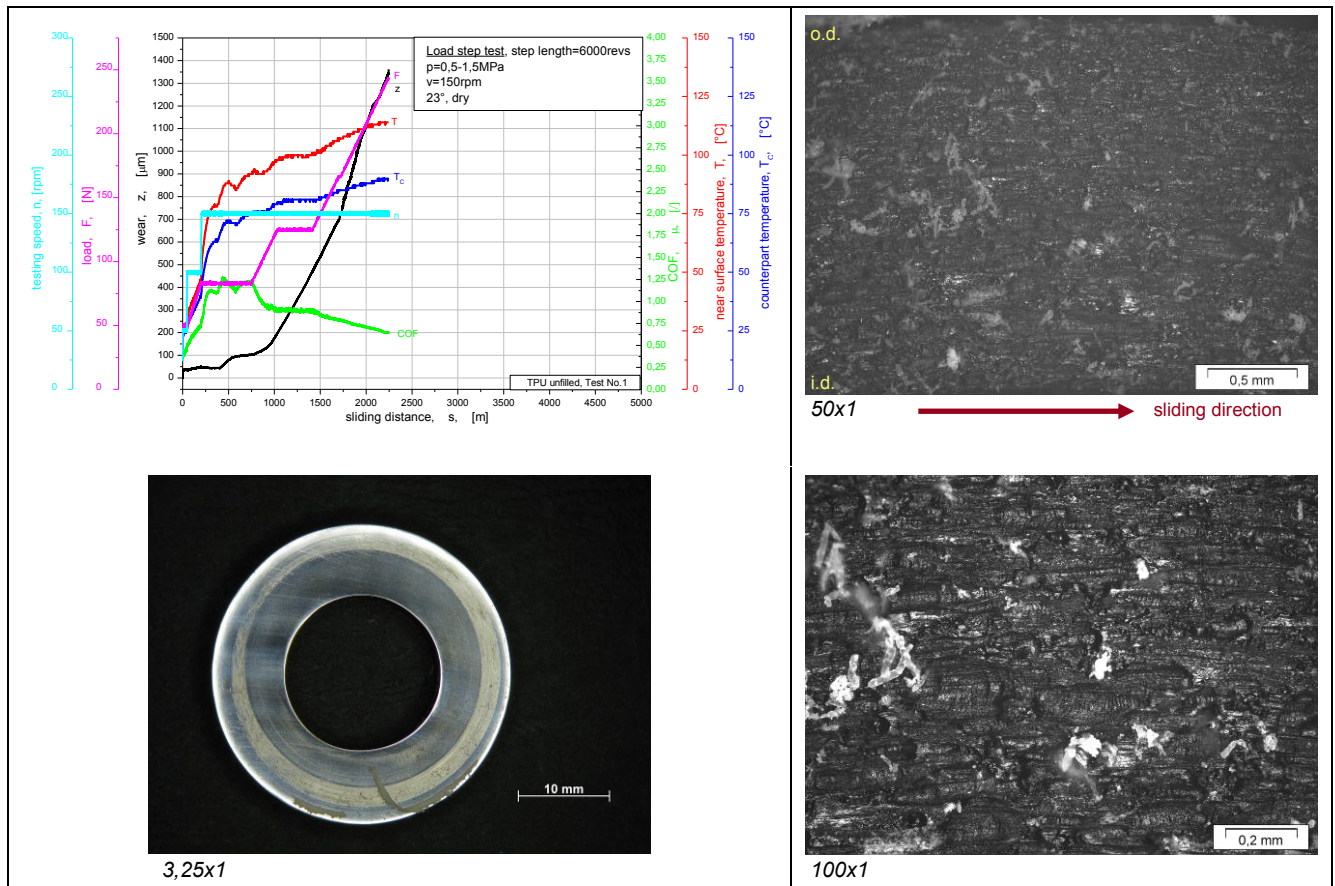 Load step test, step length=6000revs
p=0,5-1,5MPa
v=150rpm
23°, dry
testing speed, n, [rpm]
300
250
200
150
100
50
0
load, F, [N]
250
200
150
100
50
0
wear, z, [µm]
1500
1400
1300
1200
1100
1000
900
800
700
600
500
400
300
200
100
0
F
z
T
T_C
n
COF
COF, µ, [/]
4,00
3,75
3,50
3,25
3,00
2,75
2,50
2,25
2,00
1,75
1,50
1,25
1,00
0,75
0,50
0,25
0,00
near surface temperature, T, [°C]
150
125
100
75
50
25
0
counterpart temperature, T_C, [°C]
150
125
100
75
50
25
0
TPU unfilled, Test No.1
0 500 1000 1500 2000 2500 3000 3500 4000 4500 5000
sliding distance, s, [m]
o.d.
i.d.
0,5 mm
50x1
sliding direction
10 mm
3,25x1
0,2 mm
100x1